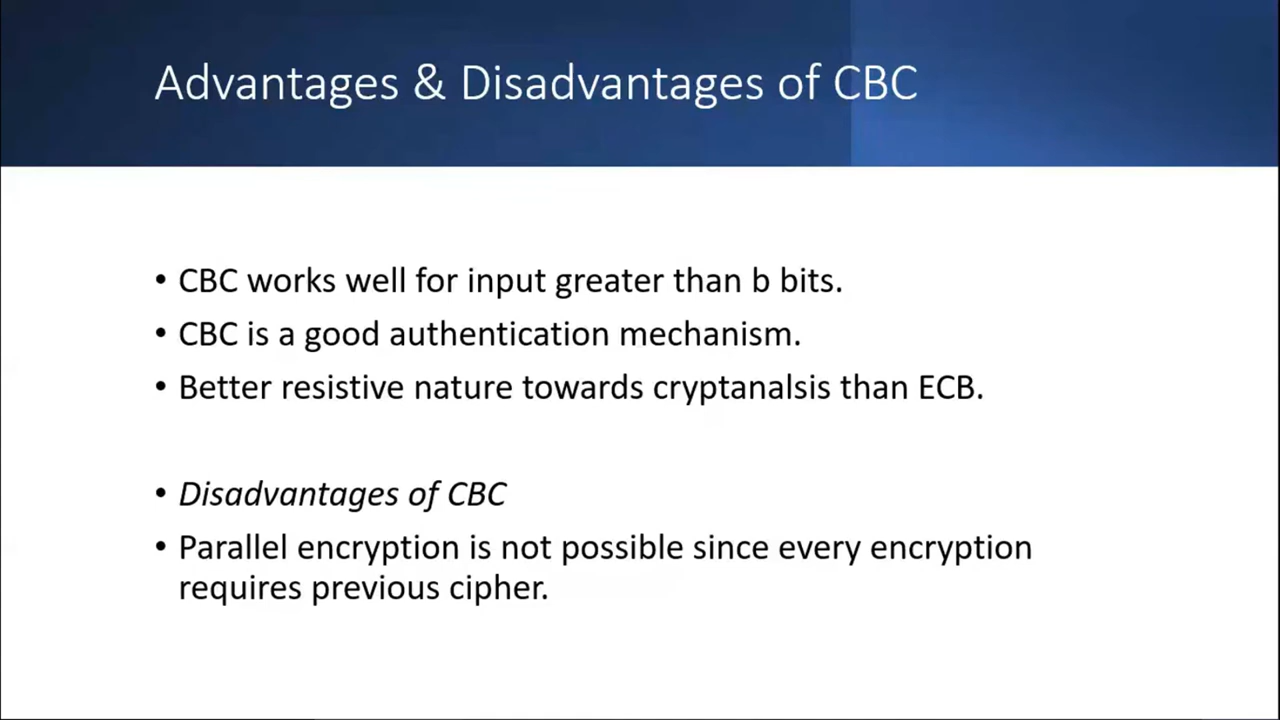 Advantages & Disadvantages of CBC
• CBC works well for input greater than b bits.
• CBC is a good authentication mechanism.
• Better resistive nature towards cryptanalsis than ECB.
• Disadvantages of CBC
• Parallel encryption is not possible since every encryption
requires previous cipher.